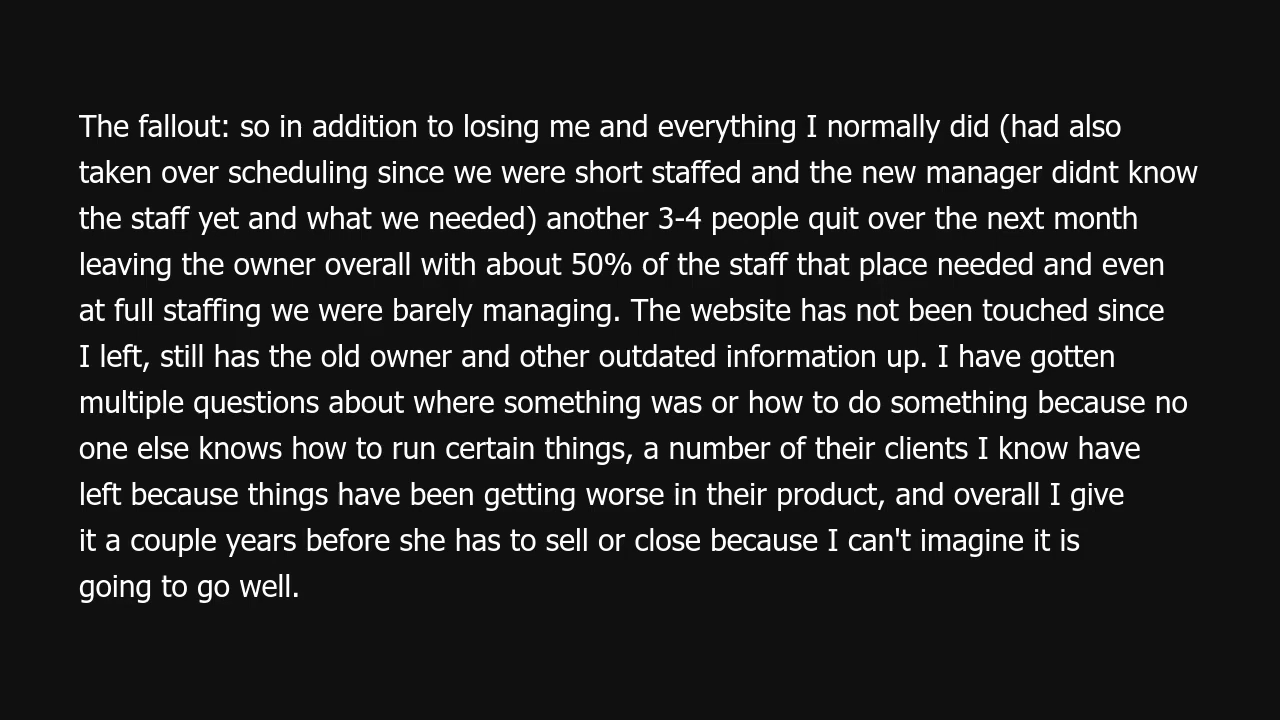 The fallout: so in addition to losing me and everything I normally did (had also
taken over scheduling since we were short staffed and the new manager didnt know
the staff yet and what we needed) another 3-4 people quit over the next month
leaving the owner overall with about 50% of the staff that place needed and even
at full staffing we were barely managing. The website has not been touched since
I left, still has the old owner and other outdated information up. I have gotten
multiple questions about where something was or how to do something because no
one else knows how to run certain things, a number of their clients I know have
left because things have been getting worse in their product, and overall I give
it a couple years before she has to sell or close because I can't imagine it is
going to go well.